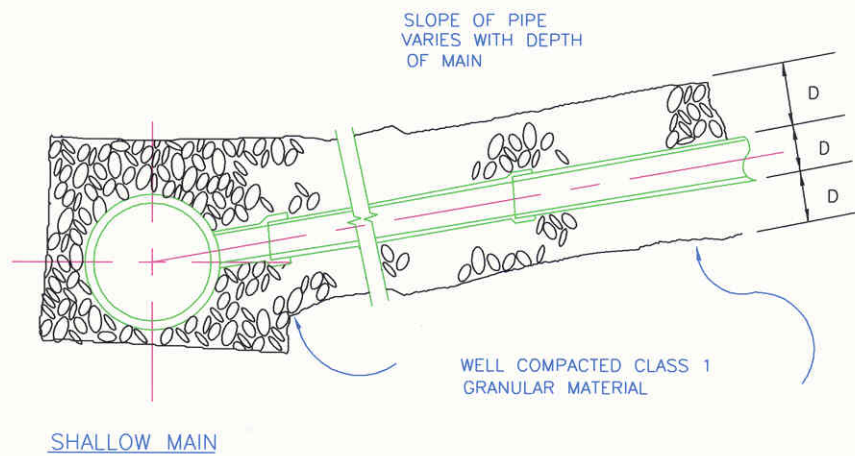 SLOPE OF PIPE
VARIES WITH DEPTH
OF MAIN
D
D
D
WELL COMPACTED CLASS 1
GRANULAR MATERIAL
SHALLOW MAIN